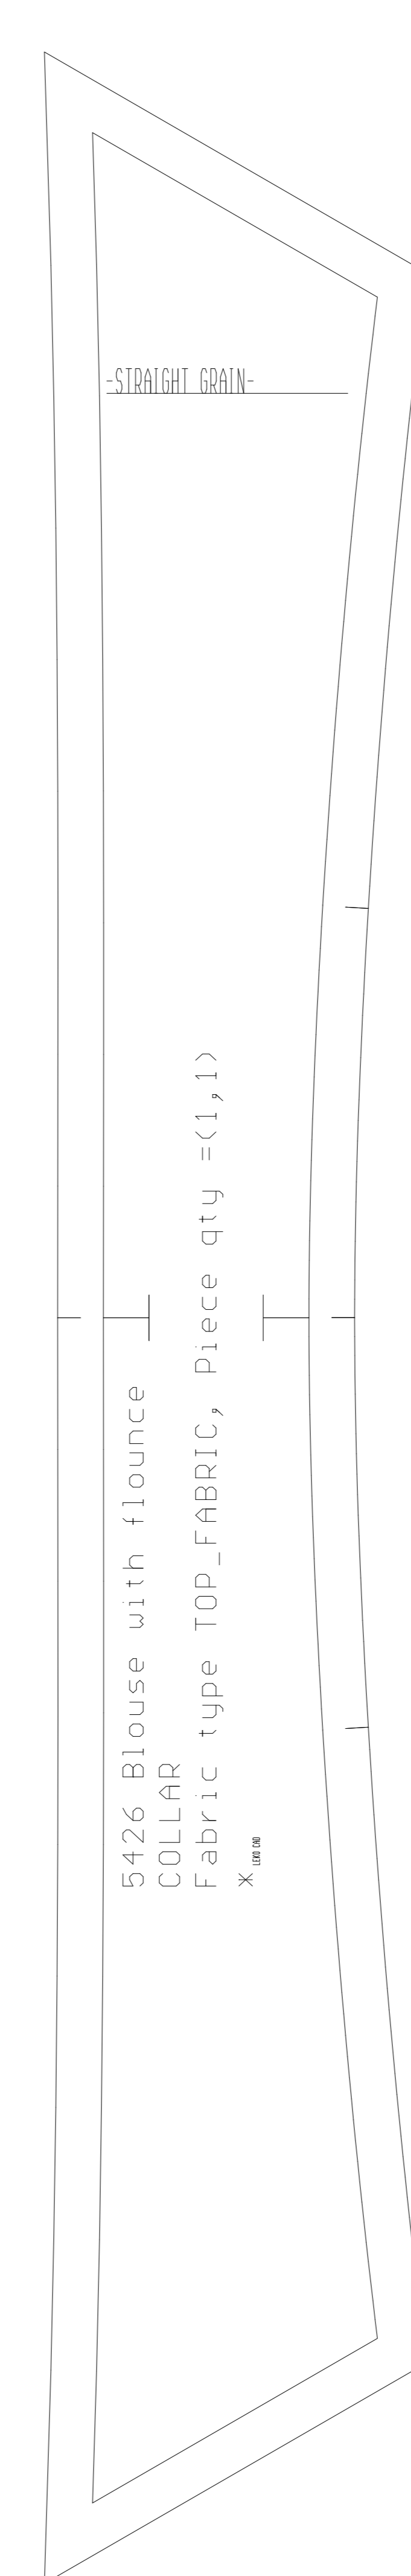 -STRAIGHT GRAIN-
5426 Blouse with flounce
COLLAR
Fabric type TOP_FABRIC, Piece qty =(1,1)
*
LEKO CAD